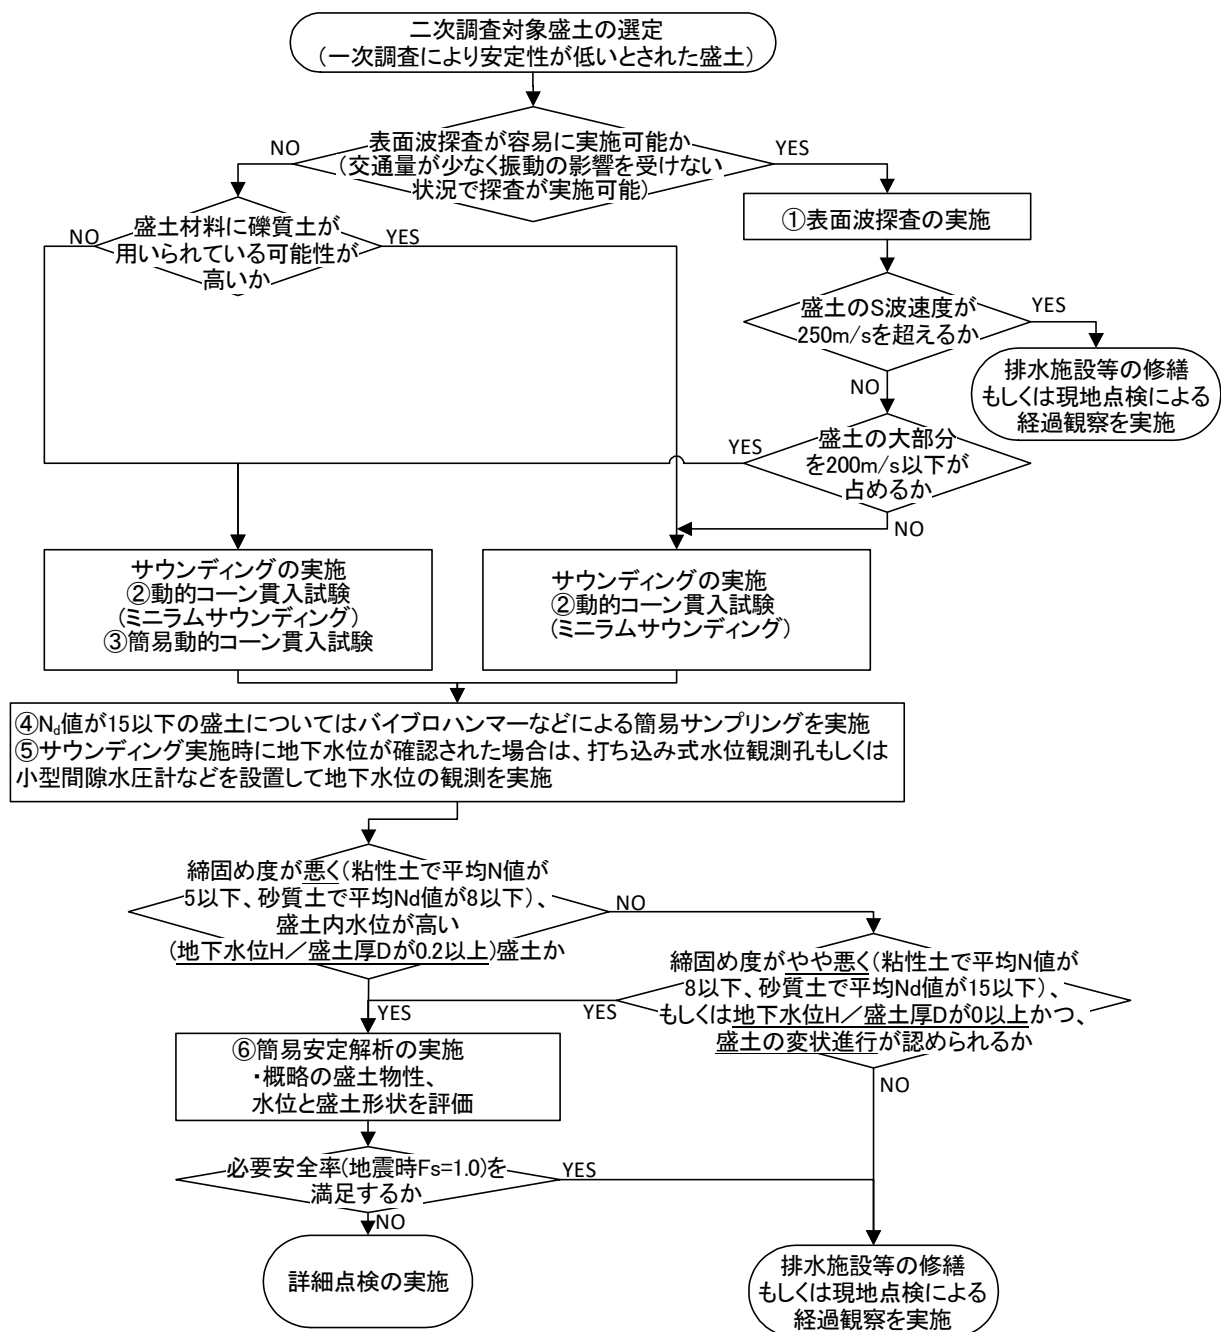 二次調査対象盛土の選定
(一次調査により安定性が低いとされた盛土)
表面波探査が容易に実施可能か
(交通量が少なく振動の影響を受けない
状況で探査が実施可能)
NO
YES
盛土材料に礫質土が
用いられている可能性が
高いか
NO
YES
①表面波探査の実施
盛土のS波速度が
250m/sを超えるか
YES
NO
排水施設等の修繕
もしくは現地点検による
経過観察を実施
盛土の大部分
を200m/s以下が
占めるか
YES
NO
サウンディングの実施
②動的コーン貫入試験
(ミニラムサウンディング)
③簡易動的コーン貫入試験
サウンディングの実施
②動的コーン貫入試験
(ミニラムサウンディング)
④Nd値が15以下の盛土についてはバイブロハンマーなどによる簡易サンプリングを実施
⑤サウンディング実施時に地下水位が確認された場合は、打ち込み式水位観測孔もしくは
小型間隙水圧計などを設置して地下水位の観測を実施
締固め度が悪く(粘性土で平均N値が
5以下、砂質土で平均Nd値が8以下)、
盛土内水位が高い
(地下水位H/盛土厚Dが0.2以上)盛土か
NO
YES
締固め度がやや悪く(粘性土で平均N値が
8以下、砂質土で平均Nd値が15以下)、
もしくは地下水位H/盛土厚Dが0以上かつ、
盛土の変状進行が認められるか
YES
NO
⑥簡易安定解析の実施
・概略の盛土物性、
水位と盛土形状を評価
必要安全率(地震時Fs=1.0)を
満足するか
YES
NO
詳細点検の実施
排水施設等の修繕
もしくは現地点検による
経過観察を実施